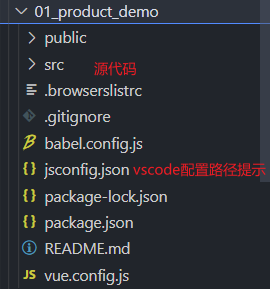 01_product_demo
public
src 源代码
.browserslistrc
.gitignore
babel.config.js
jsconfig.json vscode配置路径提示
package-lock.json
package.json
README.md
vue.config.js